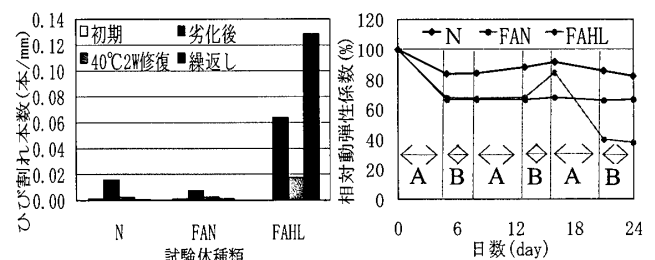 ひび割れ本数(本/mm)
0.14
0.12
0.10
0.08
0.06
0.04
0.02
0.00
初期 劣化後
40℃2W修復 繰返し
N FAN FAHL
試験体種類
相対動弾性係数(%)
120
100
80
60
40
20
0
N FAN FAHL
A B A B A B
0 6 12 18 24
日数(day)